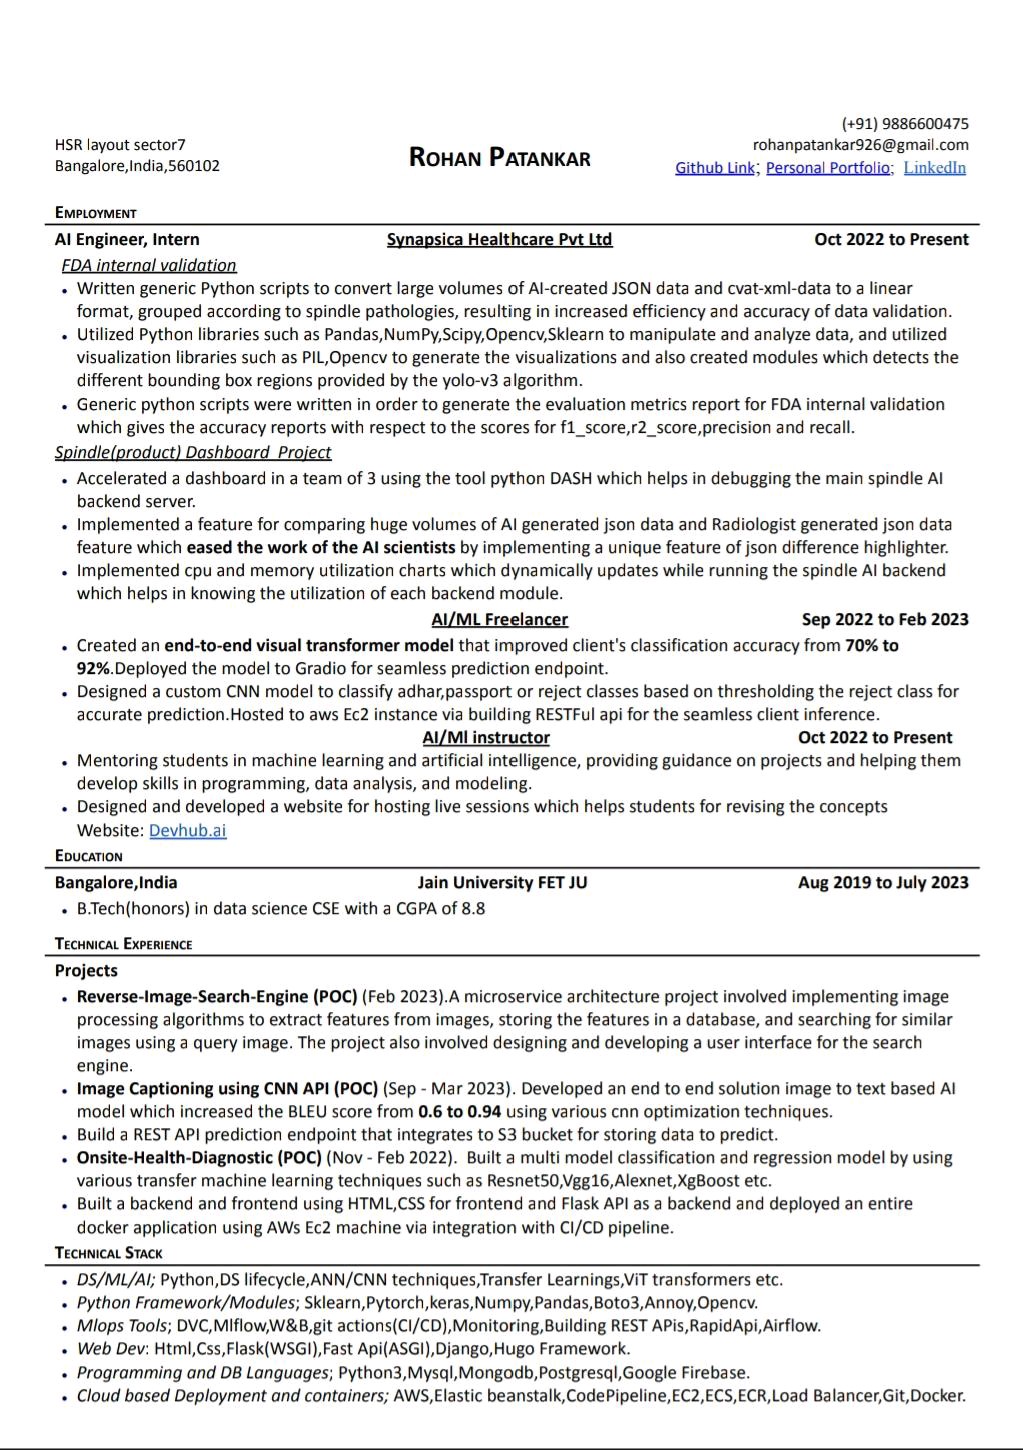 (+91) 9886600475
HSR layout sector7
Bangalore,India,560102
ROHAN PATANKAR
rohanpatankar926@gmail.com
Github Link; Personal Portfolio; LinkedIn
EMPLOYMENT
AI Engineer, Intern Synapsica Healthcare Pvt Ltd Oct 2022 to Present
FDA internal validation
• Written generic Python scripts to convert large volumes of AI-created JSON data and cvat-xml-data to a linear
format, grouped according to spindle pathologies, resulting in increased efficiency and accuracy of data validation.
• Utilized Python libraries such as Pandas,NumPy,Scipy,Opencv,Sklearn to manipulate and analyze data, and utilized
visualization libraries such as PIL,Opencv to generate the visualizations and also created modules which detects the
different bounding box regions provided by the yolo-v3 algorithm.
• Generic python scripts were written in order to generate the evaluation metrics report for FDA internal validation
which gives the accuracy reports with respect to the scores for f1_score,r2_score,precision and recall.
Spindle(product) Dashboard Project
• Accelerated a dashboard in a team of 3 using the tool python DASH which helps in debugging the main spindle AI
backend server.
• Implemented a feature for comparing huge volumes of AI generated json data and Radiologist generated json data
feature which eased the work of the AI scientists by implementing a unique feature of json difference highlighter.
• Implemented cpu and memory utilization charts which dynamically updates while running the spindle AI backend
which helps in knowing the utilization of each backend module.
AI/ML Freelancer Sep 2022 to Feb 2023
• Created an end-to-end visual transformer model that improved client's classification accuracy from 70% to
92%.Deployed the model to Gradio for seamless prediction endpoint.
• Designed a custom CNN model to classify adhar,passport or reject classes based on thresholding the reject class for
accurate prediction.Hosted to aws Ec2 instance via building RESTFul api for the seamless client inference.
AI/Ml instructor Oct 2022 to Present
• Mentoring students in machine learning and artificial intelligence, providing guidance on projects and helping them
develop skills in programming, data analysis, and modeling.
• Designed and developed a website for hosting live sessions which helps students for revising the concepts
Website: Devhub.ai
EDUCATION
Bangalore,India Jain University FET JU Aug 2019 to July 2023
• B.Tech(honors) in data science CSE with a CGPA of 8.8
TECHNICAL EXPERIENCE
Projects
• Reverse-Image-Search-Engine (POC) (Feb 2023).A microservice architecture project involved implementing image
processing algorithms to extract features from images, storing the features in a database, and searching for similar
images using a query image. The project also involved designing and developing a user interface for the search
engine.
• Image Captioning using CNN API (POC) (Sep - Mar 2023). Developed an end to end solution image to text based AI
model which increased the BLEU score from 0.6 to 0.94 using various cnn optimization techniques.
• Build a REST API prediction endpoint that integrates to S3 bucket for storing data to predict.
• Onsite-Health-Diagnostic (POC) (Nov - Feb 2022). Built a multi model classification and regression model by using
various transfer machine learning techniques such as Resnet50,Vgg16,Alexnet,XgBoost etc.
• Built a backend and frontend using HTML,CSS for frontend and Flask API as a backend and deployed an entire
docker application using AWs Ec2 machine via integration with CI/CD pipeline.
TECHNICAL STACK
• DS/ML/AI; Python,DS lifecycle,ANN/CNN techniques,Transfer Learnings,ViT transformers etc.
• Python Framework/Modules; Sklearn,Pytorch,keras,Numpy,Pandas,Boto3,Annoy,Opencv.
• Mlops Tools; DVC,Mlflow,W&B,git actions(CI/CD),Monitoring,Building REST APis,RapidApi,Airflow.
• Web Dev: Html,Css,Flask(WSGI),Fast Api(ASGI),Django,Hugo Framework.
• Programming and DB Languages; Python3,Mysql,Mongodb,Postgresql,Google Firebase.
• Cloud based Deployment and containers; AWS,Elastic beanstalk,CodePipeline,EC2,ECS,ECR,Load Balancer,Git,Docker.